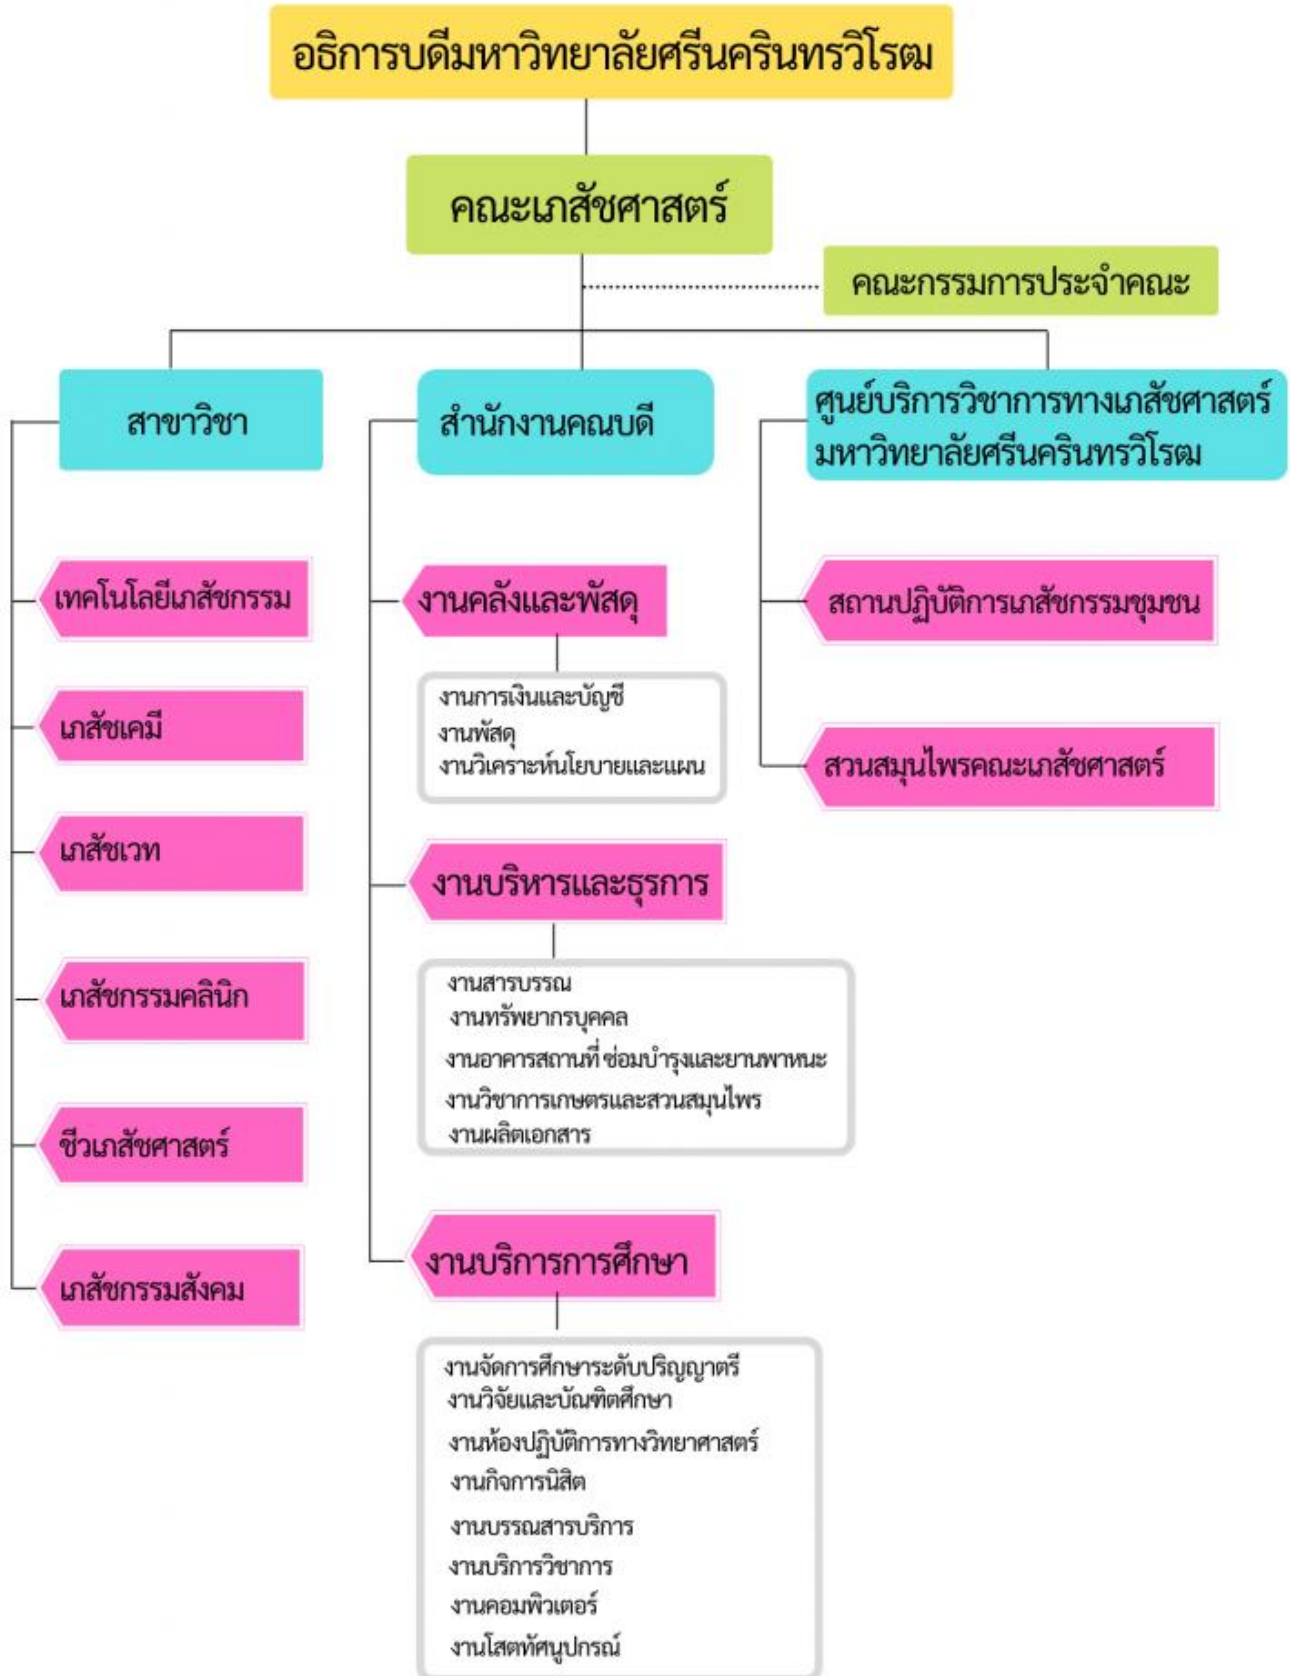 อธิการบดีมหาวิทยาลัยศรีนครินทรวิโรฒ
คณะเภสัชศาสตร์
คณะกรรมการประจำคณะ
สาขาวิชา
เทคโนโลยีเภสัชกรรม
เภสัชเคมี
เภสัชเวท
เภสัชกรรมคลินิก
ชีวเภสัชศาสตร์
เภสัชกรรมสังคม
สำนักงานคณบดี
งานคลังและพัสดุ
งานการเงินและบัญชี
งานพัสดุ
งานวิเคราะห์นโยบายและแผน
งานบริหารและธุรการ
งานสารบรรณ
งานทรัพยากรบุคคล
งานอาคารสถานที่ ซ่อมบำรุงและยานพาหนะ
งานวิชาการเกษตรและสวนสมุนไพร
งานผลิตเอกสาร
งานบริการการศึกษา
งานจัดการศึกษาระดับปริญญาตรี
งานวิจัยและบัณฑิตศึกษา
งานห้องปฏิบัติการทางวิทยาศาสตร์
งานกิจการนิสิต
งานบรรณสารบริการ
งานบริการวิชาการ
งานคอมพิวเตอร์
งานโสตทัศนูปกรณ์
ศูนย์บริการวิชาการทางเภสัชศาสตร์
มหาวิทยาลัยศรีนครินทรวิโรฒ
สถานปฏิบัติการเภสัชกรรมชุมชน
สวนสมุนไพรคณะเภสัชศาสตร์